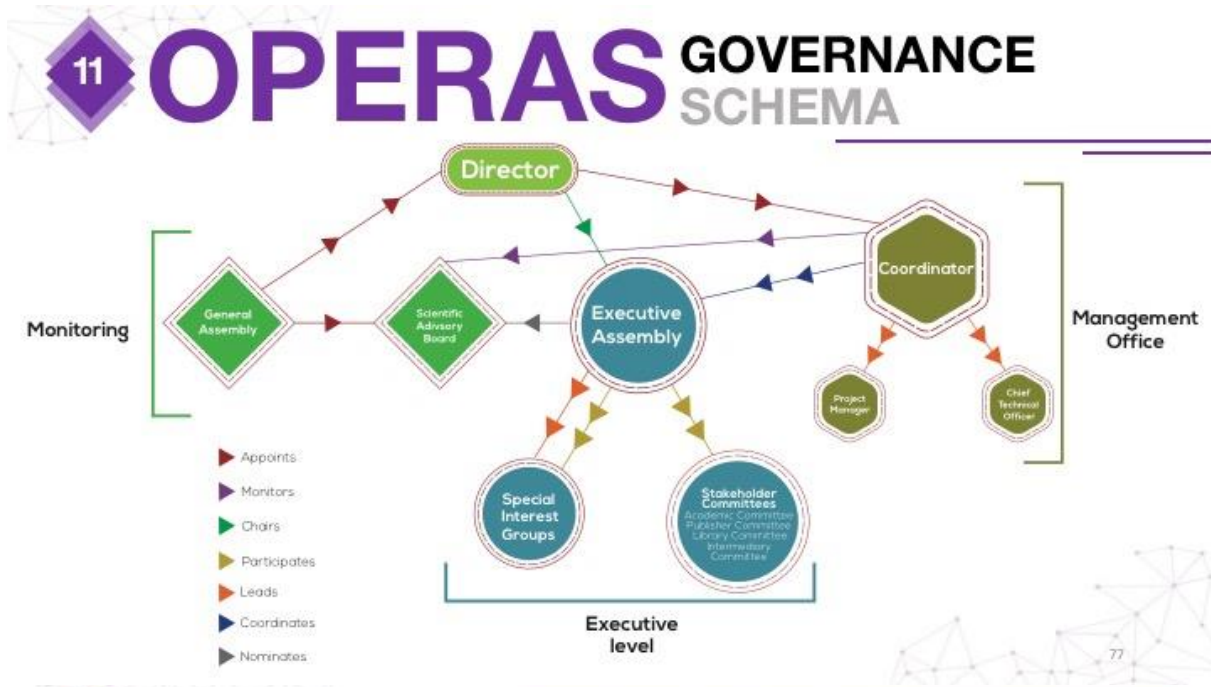 11
OPERAS
GOVERNANCE
SCHEMA
Director
Monitoring
General
Assembly
Scientific
Adivsory
Board
Executive
Assembly
Coordinator
Management
Office
Project
Manager
Chief
Technical
Officer
Special
Interest
Groups
Stakeholder
Committees
Academic Committee
Publisher Committee
Library Committee
Intermediary
Committee
Executive
level
Appoints
Monitors
Chairs
Participates
Leads
Coordinates
Nominates
77